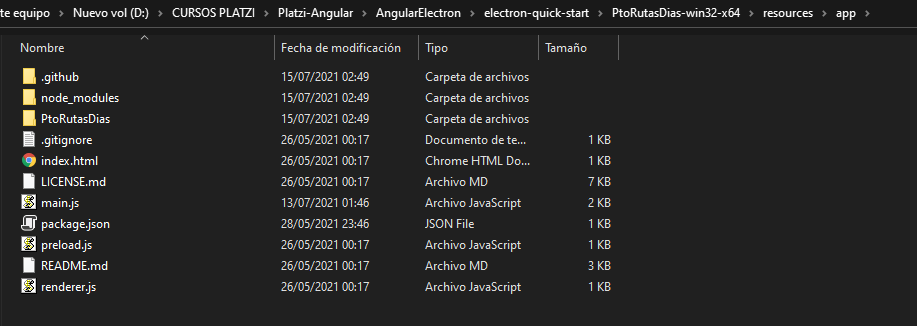 te equipo > Nuevo vol (D:) > CURSOS PLATZI > Platzi-Angular > AngularElectron > electron-quick-start > PtoRutasDias-win32-x64 > resources > app >
Nombre Fecha de modificación Tipo Tamaño
.github 15/07/2021 02:49 Carpeta de archivos
node_modules 15/07/2021 02:49 Carpeta de archivos
PtoRutasDias 15/07/2021 02:49 Carpeta de archivos
.gitignore 26/05/2021 00:17 Documento de te... 1 KB
index.html 26/05/2021 00:17 Chrome HTML Do... 1 KB
LICENSE.md 26/05/2021 00:17 Archivo MD 7 KB
main.js 13/07/2021 01:46 Archivo JavaScript 2 KB
package.json 28/05/2021 23:46 JSON File 1 KB
preload.js 26/05/2021 00:17 Archivo JavaScript 1 KB
README.md 26/05/2021 00:17 Archivo MD 3 KB
renderer.js 26/05/2021 00:17 Archivo JavaScript 1 KB